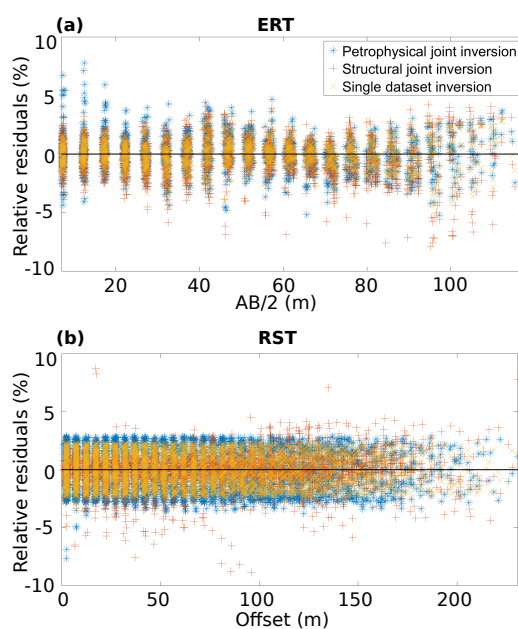 (a)
ERT
10
5
0
-5
-10
Relative residuals (%)
Petrophysical joint inversion
Structural joint inversion
Single dataset inversion
20 40 60 80 100
AB/2 (m)
(b)
RST
10
5
0
-5
-10
Relative residuals (%)
0 50 100 150 200
Offset (m)